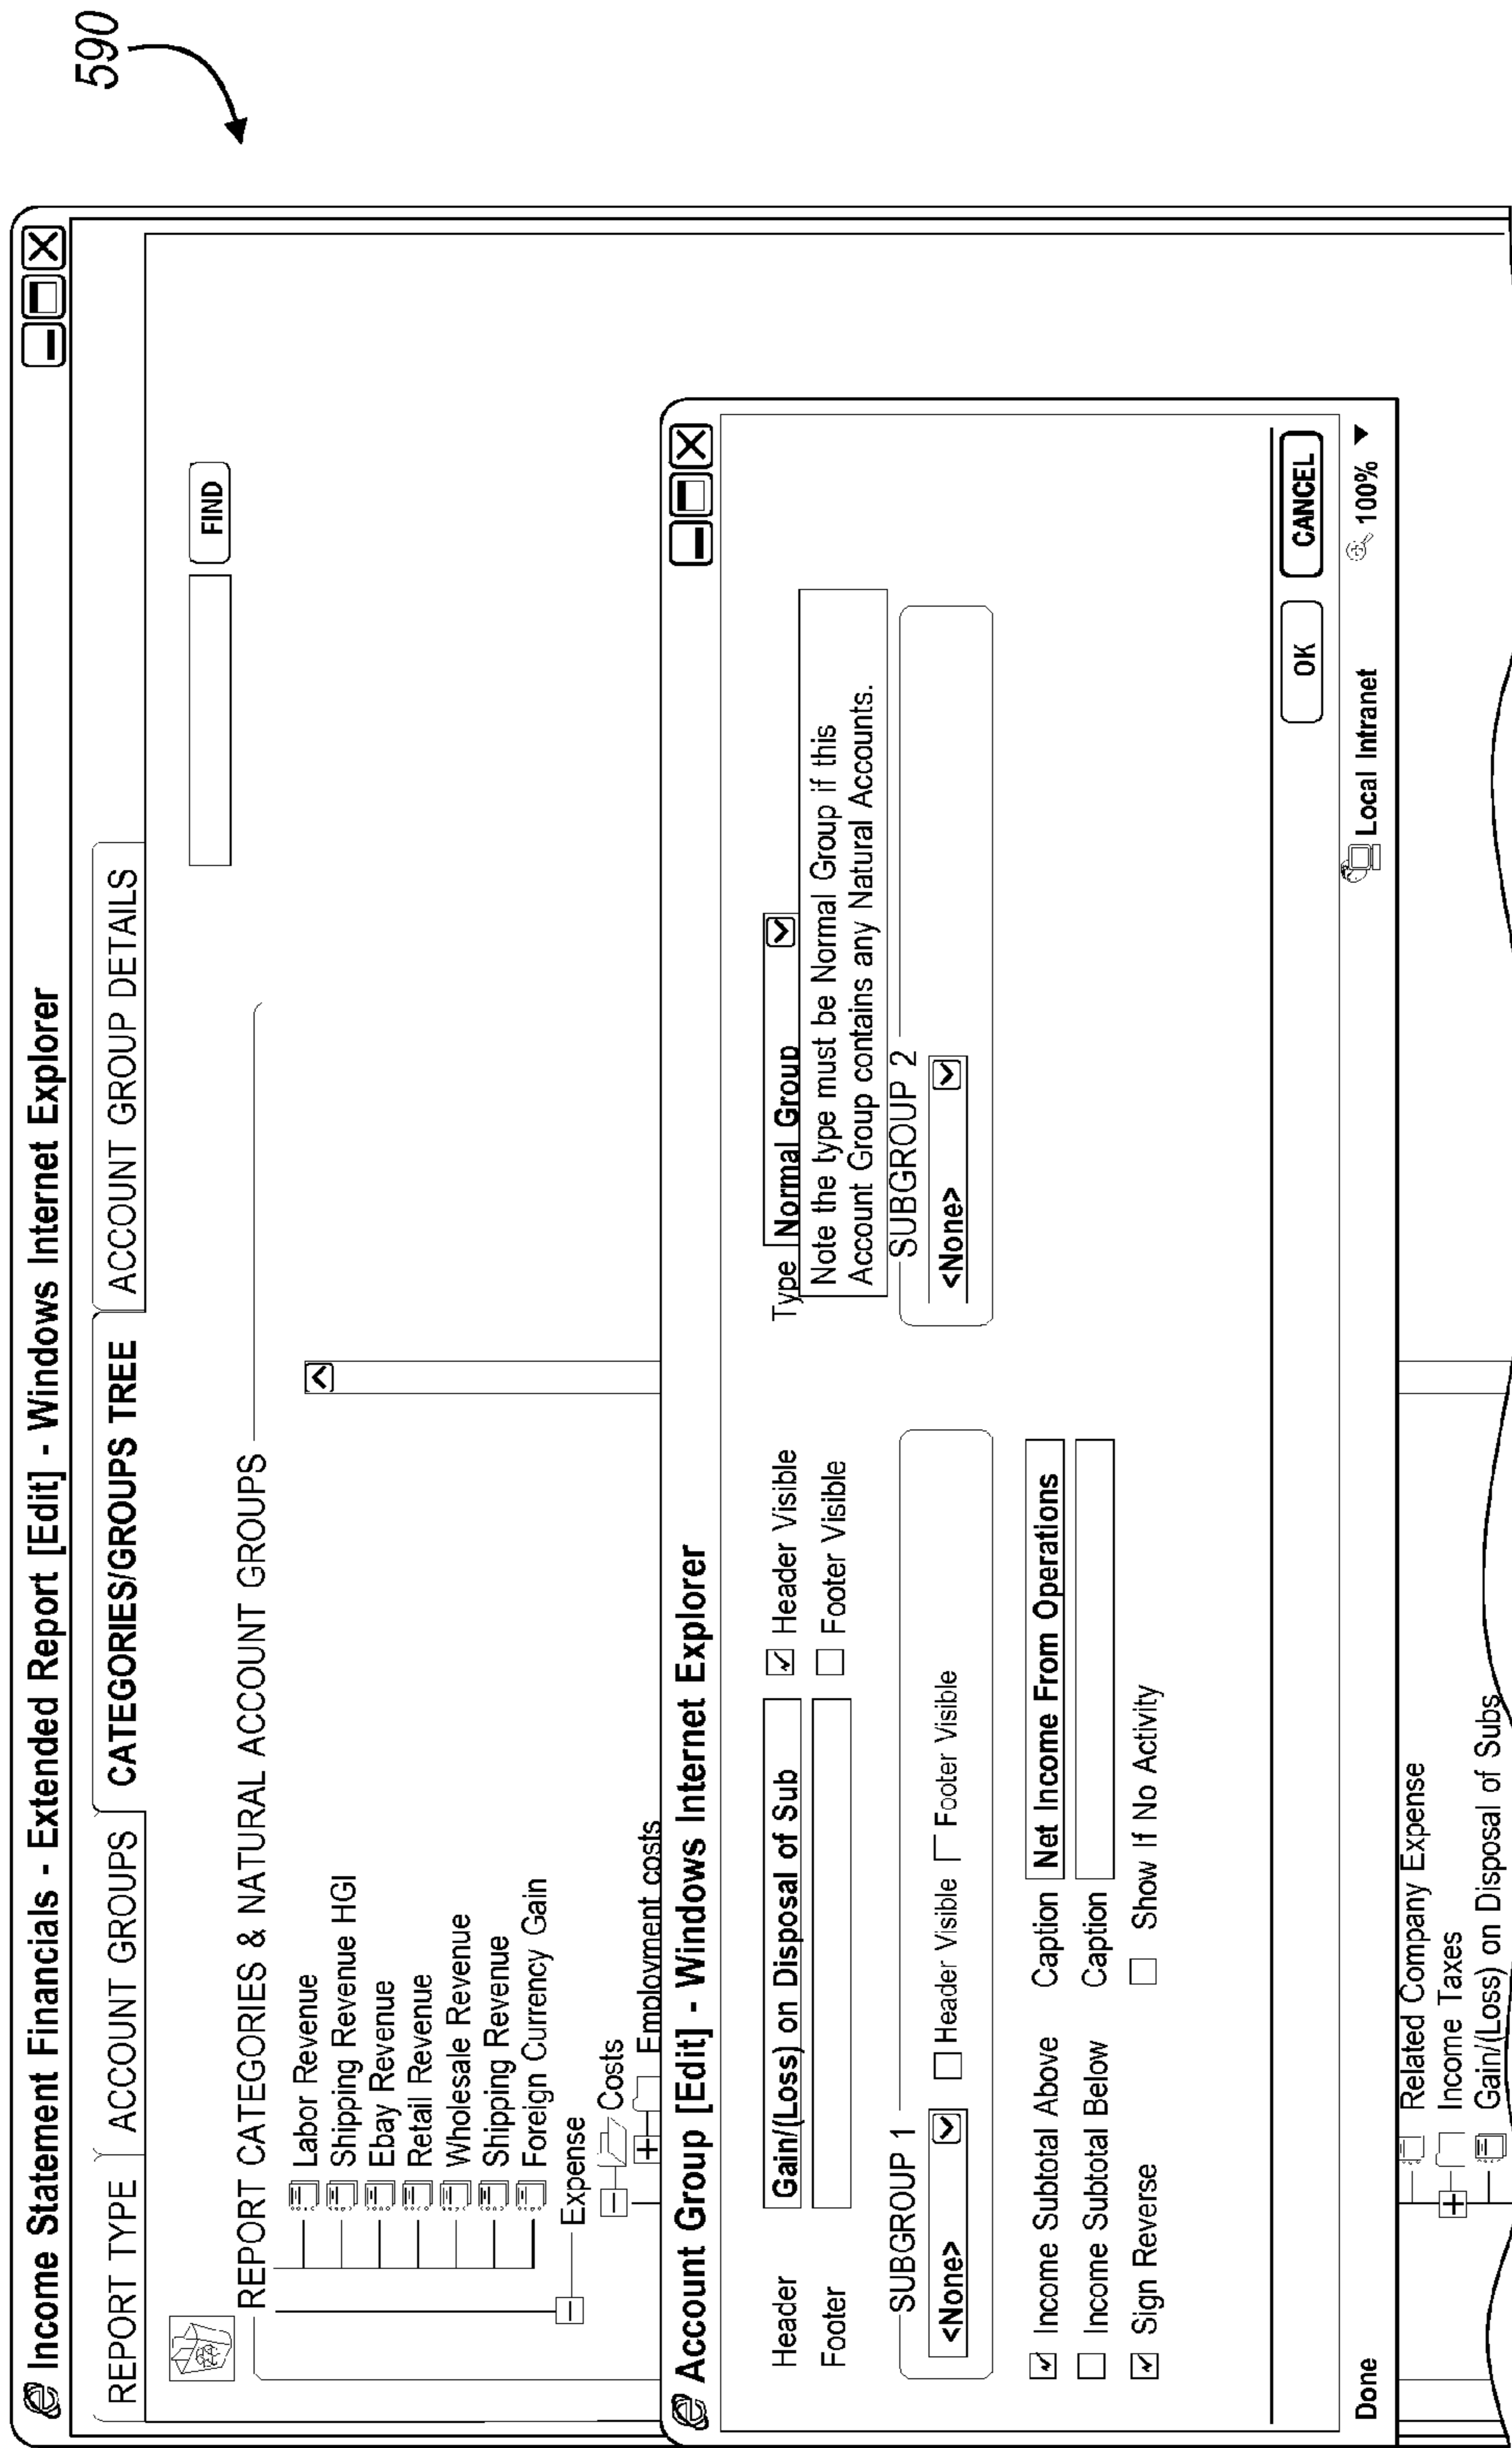 590
Income Statement Financials - Extended Report [Edit] - Windows Internet Explorer
REPORT TYPE
ACCOUNT GROUPS
CATEGORIES/GROUPS TREE
ACCOUNT GROUP DETAILS
FIND
REPORT CATEGORIES & NATURAL ACCOUNT GROUPS
Labor Revenue
Shipping Revenue HGI
Ebay Revenue
Retail Revenue
Wholesale Revenue
Shipping Revenue
Foreign Currency Gain
Expense
Costs
Employment costs
Account Group [Edit] - Windows Internet Explorer
Header Gain/(Loss) on Disposal of Sub Header Visible Type Normal Group
Footer Footer Visible
Note the type must be Normal Group if this
Account Group contains any Natural Accounts.
SUBGROUP 1
<None> Header Visible Footer Visible
SUBGROUP 2
<None>
Income Subtotal Above Caption Net Income From Operations
Income Subtotal Below Caption
Sign Reverse Show If No Activity
OK CANCEL
Done Local Intranet 100%
Related Company Expense
Income Taxes
Gain/(Loss) on Disposal of Subs